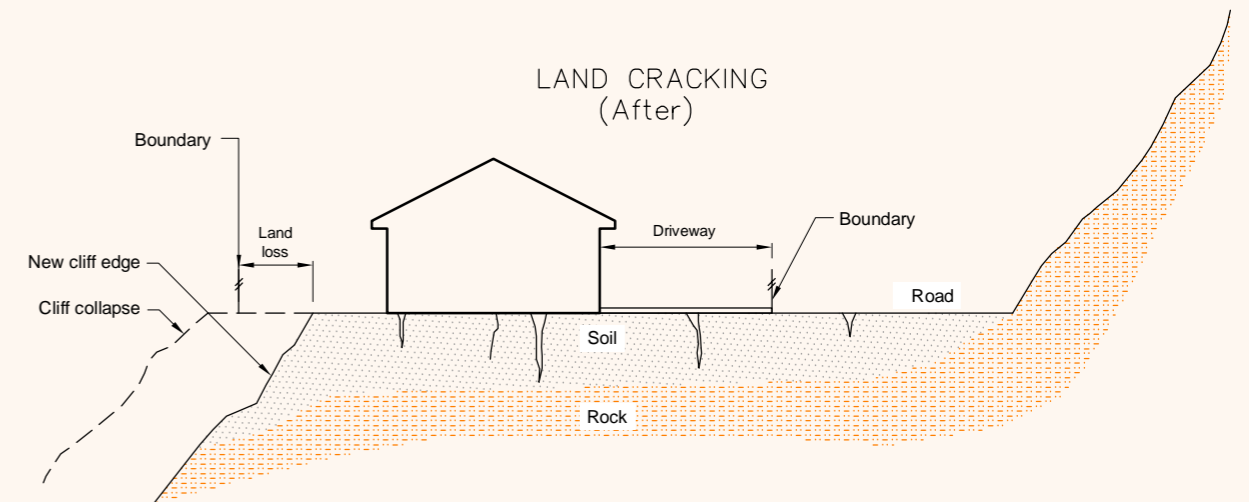 LAND CRACKING
(After)
Boundary
Land
loss
Driveway
Boundary
New cliff edge
Cliff collapse
Road
Soil
Rock